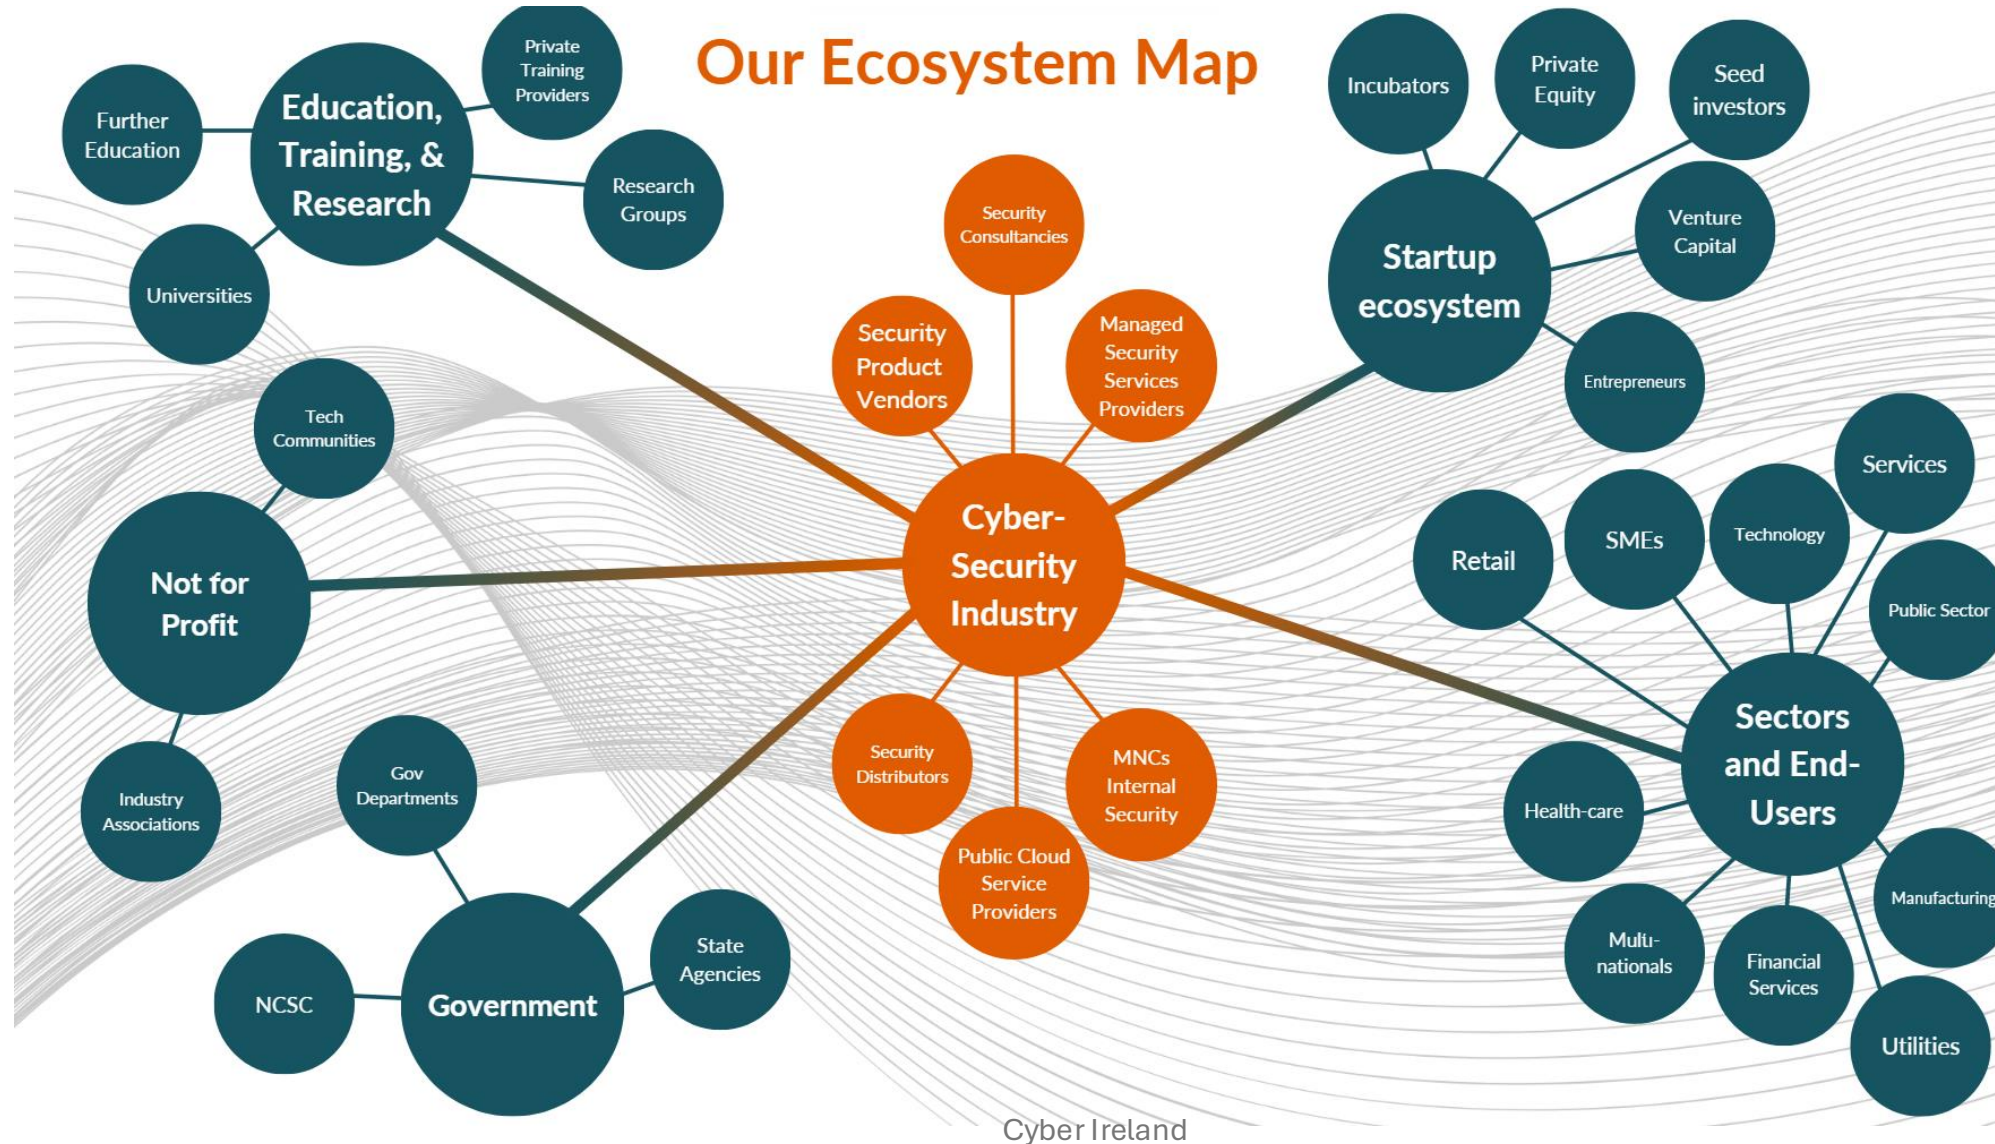 Our Ecosystem Map
Education,
Training, &
Research
Private
Training
Providers
Further
Education
Research
Groups
Universities
Startup
ecosystem
Incubators
Private
Equity
Seed
investors
Venture
Capital
Entrepreneurs
Cyber-
Security
Industry
Security
Consultancies
Security
Product
Vendors
Managed
Security
Services
Providers
Security
Distributors
MNCs
Internal
Security
Public Cloud
Service
Providers
Not for
Profit
Tech
Communities
Industry
Associations
Government
Gov
Departments
NCSC
State
Agencies
Sectors
and End-
Users
Retail
SMEs
Technology
Services
Public Sector
Health-care
Multi-
nationals
Financial
Services
Manufacturing
Utilities
Cyber Ireland